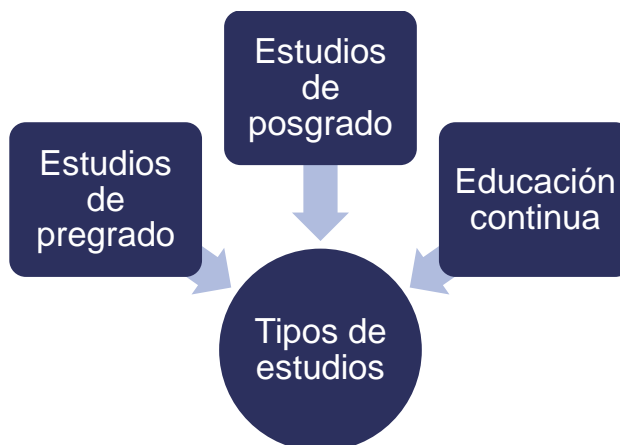 Estudios
de
posgrado
Estudios
de
pregrado
Educación
continua
Tipos de
estudios